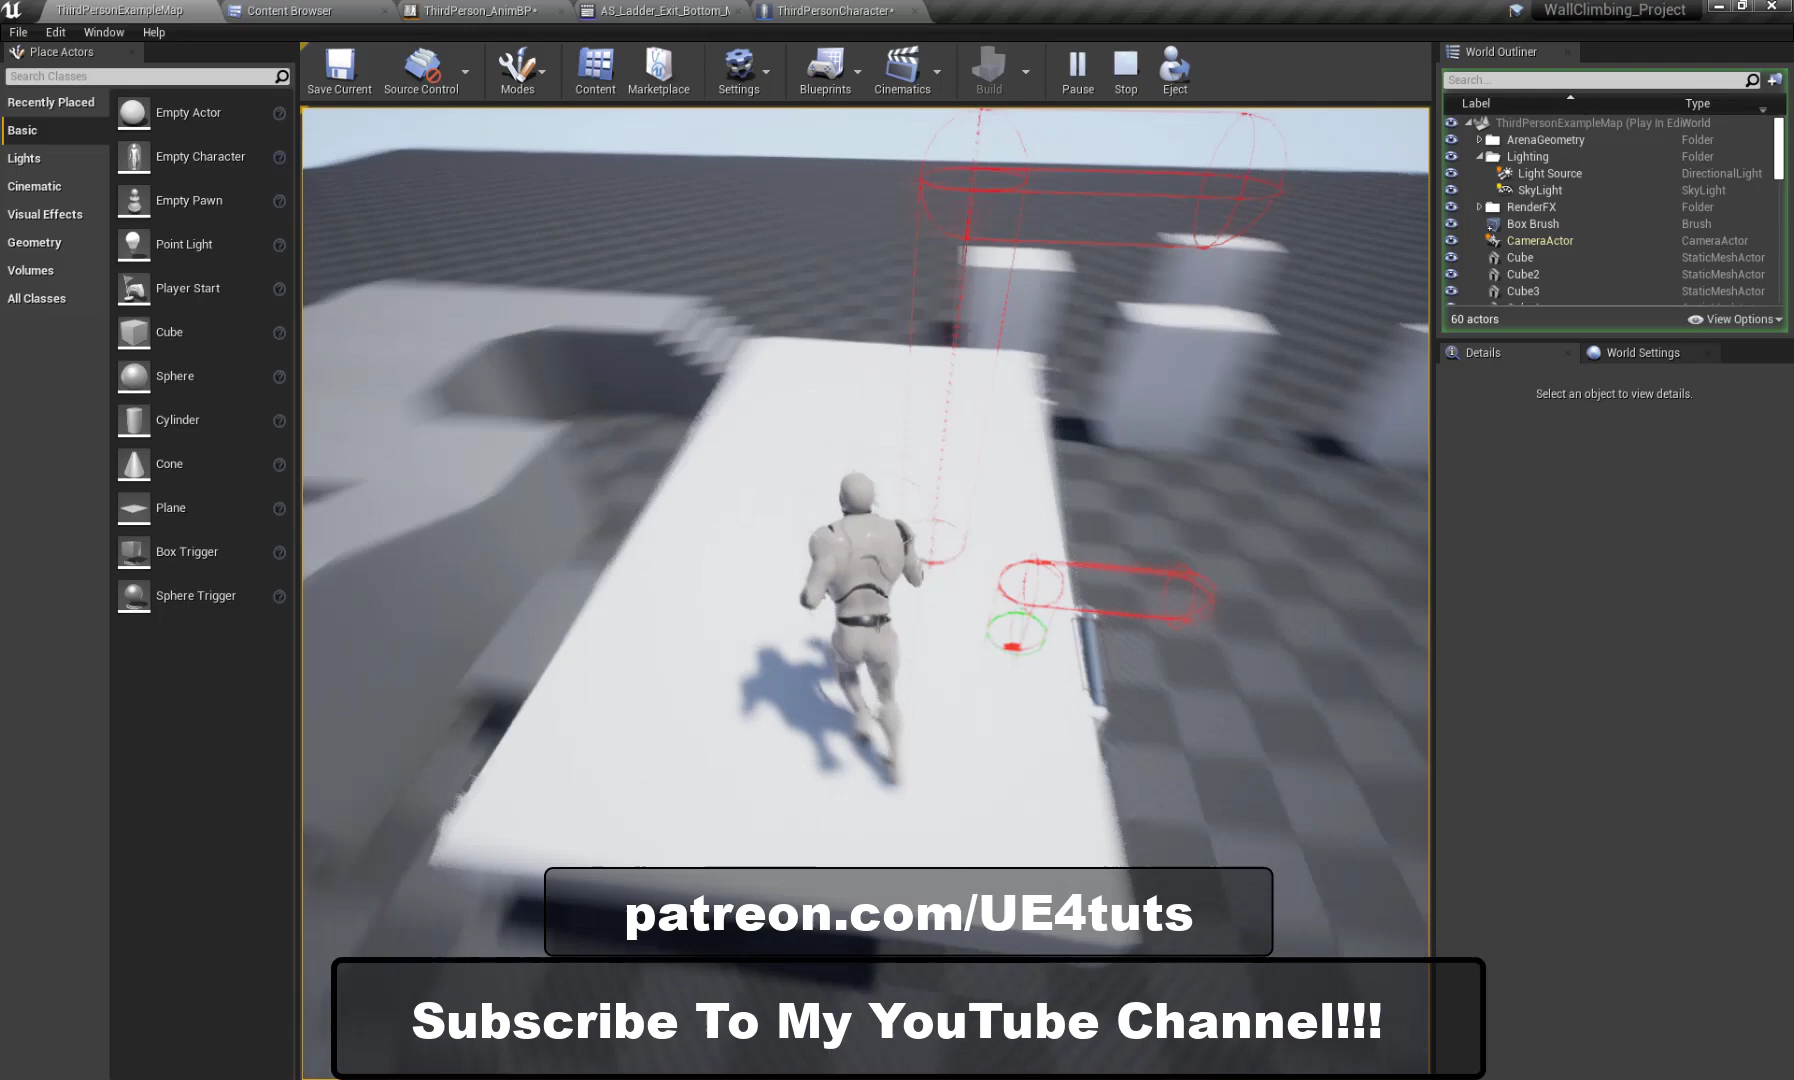 ThirdPersonExampleMap
Content Browser
ThirdPerson_AnimBP*
AS_Ladder_Exit_Bottom_
ThirdPersonCharacter*
WallClimbing_Project
File Edit Window Help
Place Actors
Search Classes
Recently Placed
Basic
Lights
Cinematic
Visual Effects
Geometry
Volumes
All Classes
Empty Actor
Empty Character
Empty Pawn
Point Light
Player Start
Cube
Sphere
Cylinder
Cone
Plane
Box Trigger
Sphere Trigger
Save Current
Source Control
Modes
Content
Marketplace
Settings
Blueprints
Cinematics
Build
Pause
Stop
Eject
World Outliner
Search...
Label Type
ThirdPersonExampleMap (Play In Edi World
ArenaGeometry Folder
Lighting Folder
Light Source DirectionalLight
SkyLight SkyLight
RenderFX Folder
Box Brush Brush
CameraActor CameraActor
Cube StaticMeshActor
Cube2 StaticMeshActor
Cube3 StaticMeshActor
60 actors View Options
Details
World Settings
Select an object to view details.
patreon.com/UE4tuts
Subscribe To My YouTube Channel!!!